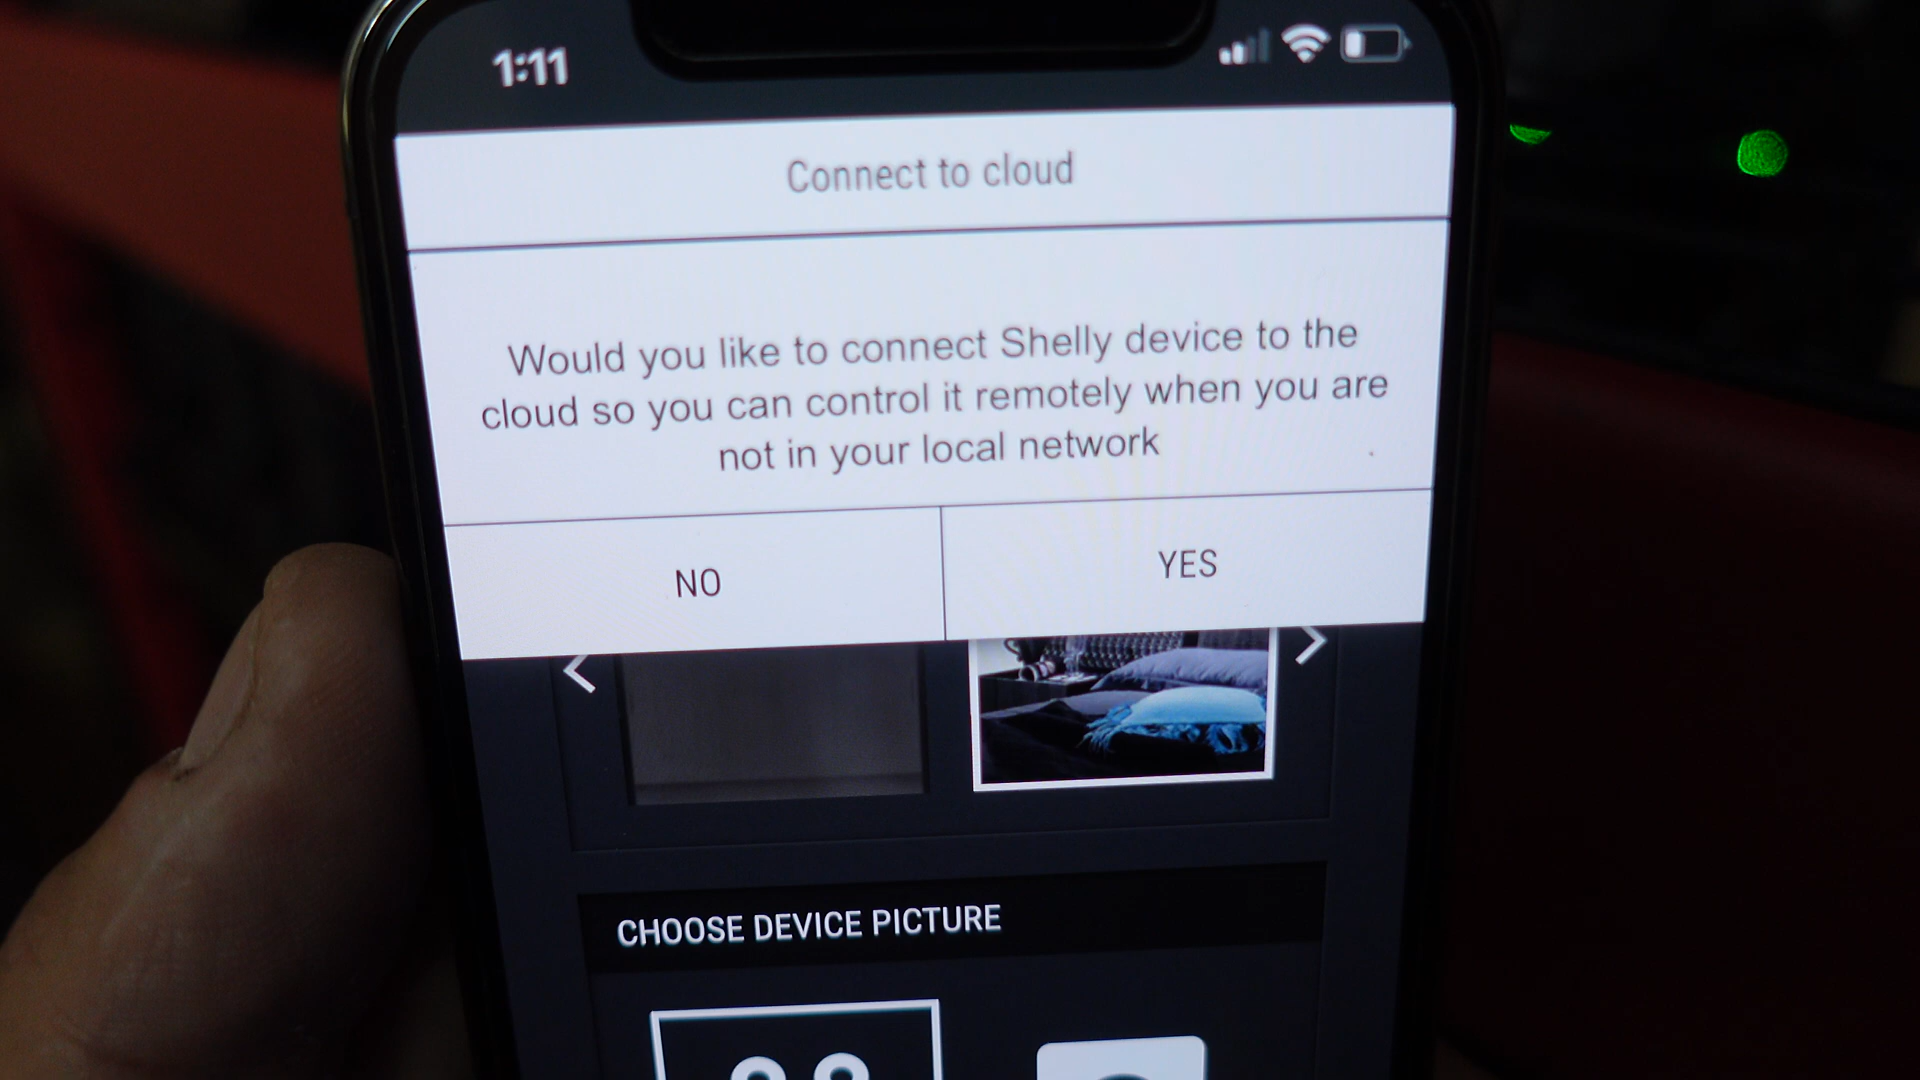 1:11
Connect to cloud
Would you like to connect Shelly device to the
cloud so you can control it remotely when you are
not in your local network
NO
YES
CHOOSE DEVICE PICTURE